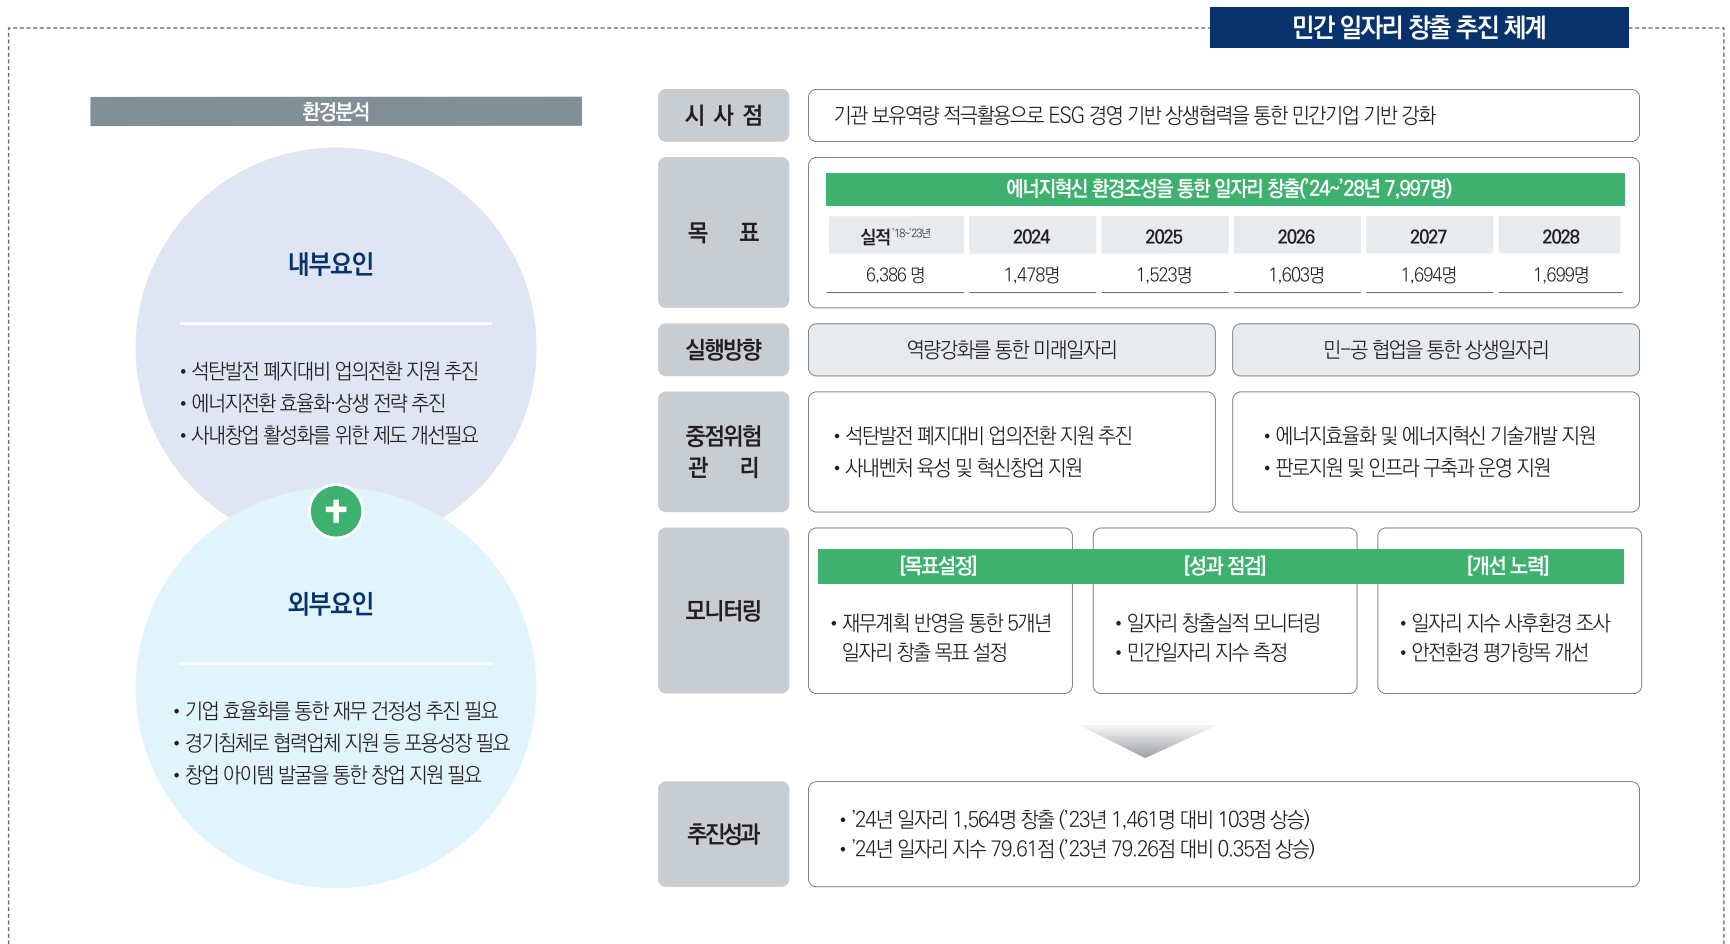 민간 일자리 창출 추진 체계
환경분석
내부요인
• 석탄발전 폐지대비 업의전환 지원 추진
• 에너지전환 효율화·상생 전략 추진
• 사내창업 활성화를 위한 제도 개선필요
외부요인
• 기업 효율화를 통한 재무 건정성 추진 필요
• 경기침체로 협력업체 지원 등 포용성장 필요
• 창업 아이템 발굴을 통한 창업 지원 필요
시 사 점
기관 보유역량 적극활용으로 ESG 경영 기반 상생협력을 통한 민간기업 기반 강화
목 표
에너지혁신 환경조성을 통한 일자리 창출(’24~’28년 7,997명)
실적 ’18~’23년 2024 2025 2026 2027 2028
6,386 명 1,478명 1,523명 1,603명 1,694명 1,699명
실행방향
역량강화를 통한 미래일자리
민-공 협업을 통한 상생일자리
중점위험
관 리
• 석탄발전 폐지대비 업의전환 지원 추진
• 사내벤처 육성 및 혁신창업 지원
• 에너지효율화 및 에너지혁신 기술개발 지원
• 판로지원 및 인프라 구축과 운영 지원
모니터링
[목표설정]
• 재무계획 반영을 통한 5개년
일자리 창출 목표 설정
[성과 점검]
• 일자리 창출실적 모니터링
• 민간일자리 지수 측정
[개선 노력]
• 일자리 지수 사후환경 조사
• 안전환경 평가항목 개선
추진성과
• ’24년 일자리 1,564명 창출 (’23년 1,461명 대비 103명 상승)
• ’24년 일자리 지수 79.61점 (’23년 79.26점 대비 0.35점 상승)